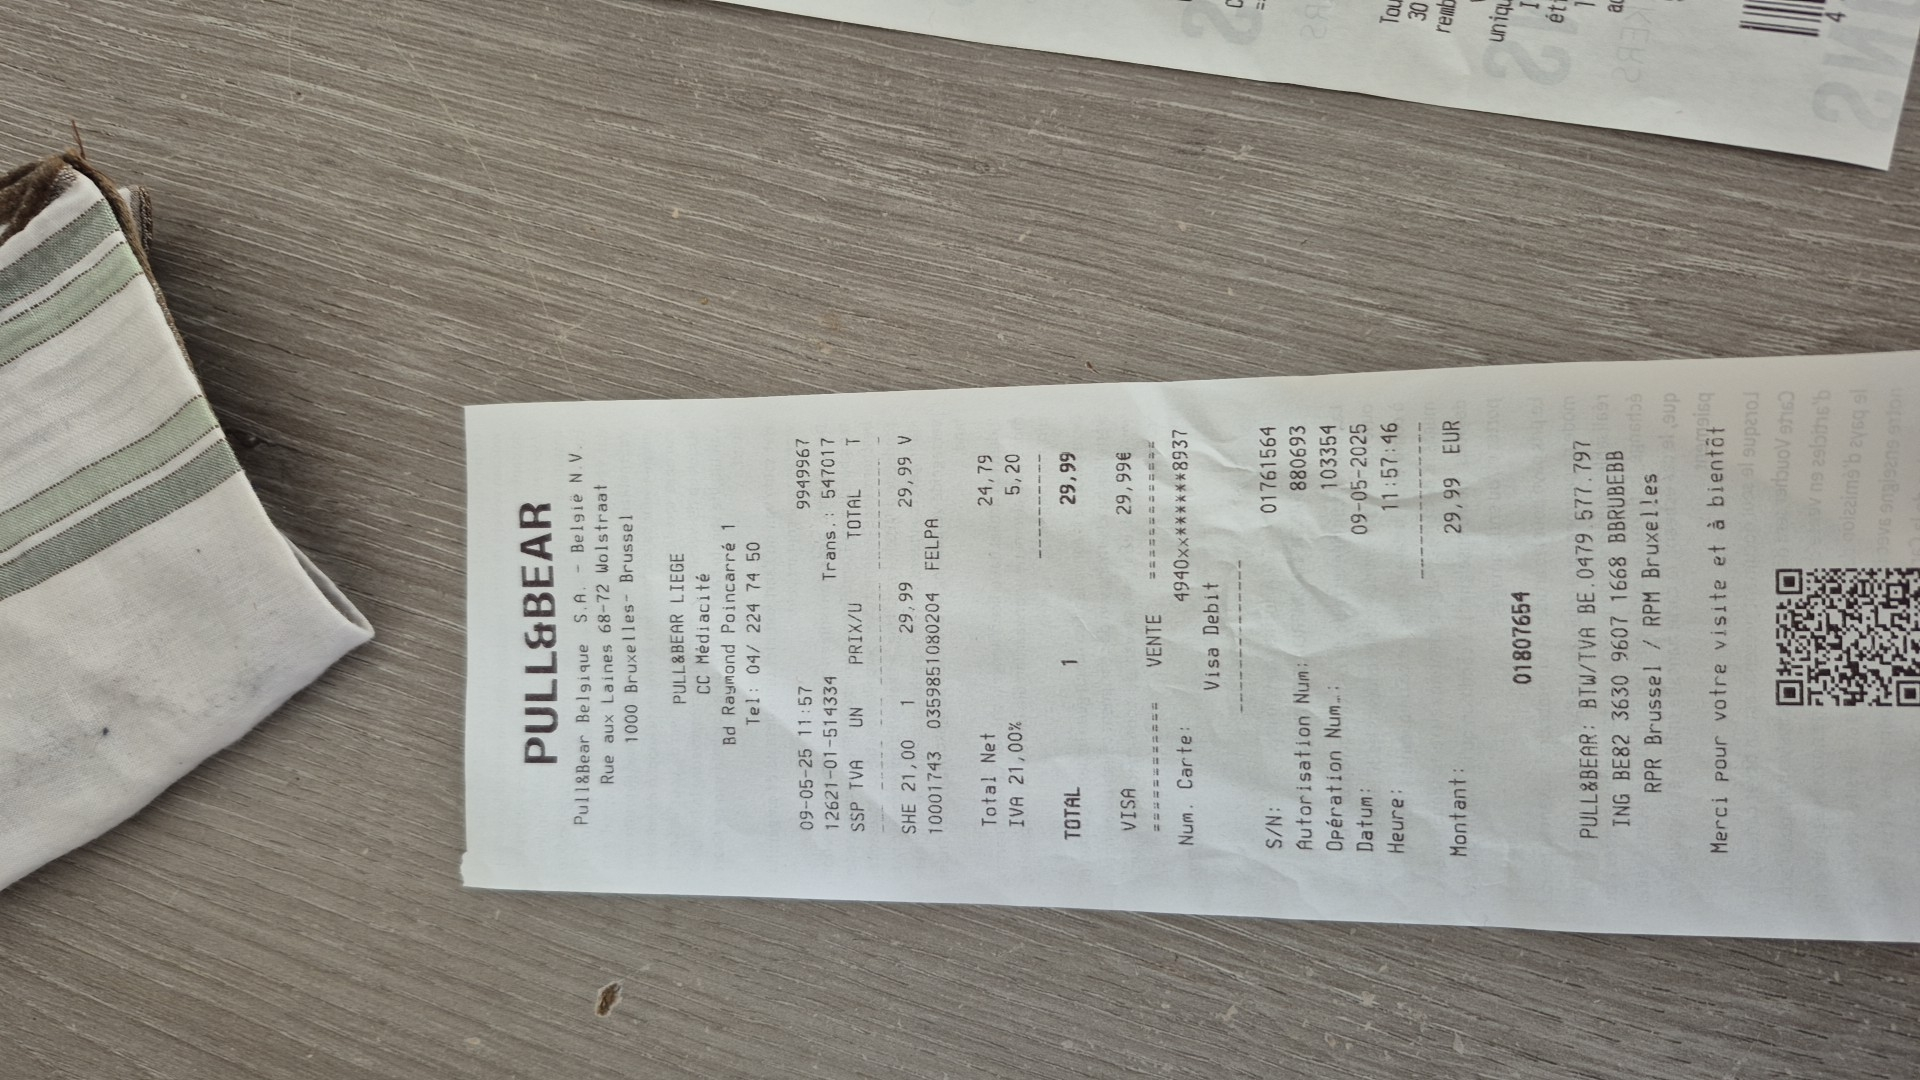 PULL&BEAR
Pull&Bear Belgique S.A. - België N.V.
Rue aux Laines 68-72 Wolstraat
1000 Bruxelles- Brussel
PULL&BEAR LIEGE
CC Médiacité
Bd Raymond Poincarré 1
Tel: 04/ 224 74 50
09-05-25 11:57 9949967
12621-01-514334 Trans.: 547017
SSP TVA UN PRIX/U TOTAL T
SHE 21,00 1 29,99 29,99 V
10001743 03598510802​04 FELPA
Total Net 24,79
IVA 21,00% 5,20
TOTAL 1 29,99
VISA 29,99€
=========== VENTE ===========
Num. Carte: 4940xx******8937
Visa Debit
S/N: 01761564
Autorisation Num: 880693
Opération Num.: 103354
Datum: 09-05-2025
Heure: 11:57:46
Montant: 29,99 EUR
01807654
PULL&BEAR: BTW/TVA BE.0479 577.797
ING BE82 3630 9607 1668 BBRUBEBB
RPR Brussel / RPM Bruxelles
Merci pour votre visite et à bientôt
Tou
30
remb
uniqu